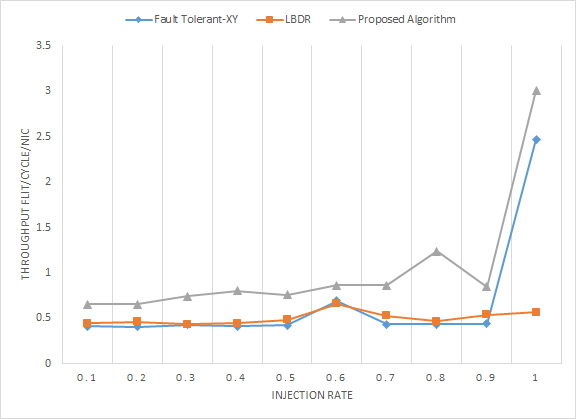 Fault Tolerant-XY LBDR Proposed Algorithm
3.5
3
2.5
2
1.5
1
0.5
0
THROUGHPUT FLIT/CYCLE/NIC
0.1 0.2 0.3 0.4 0.5 0.6 0.7 0.8 0.9 1
INJECTION RATE